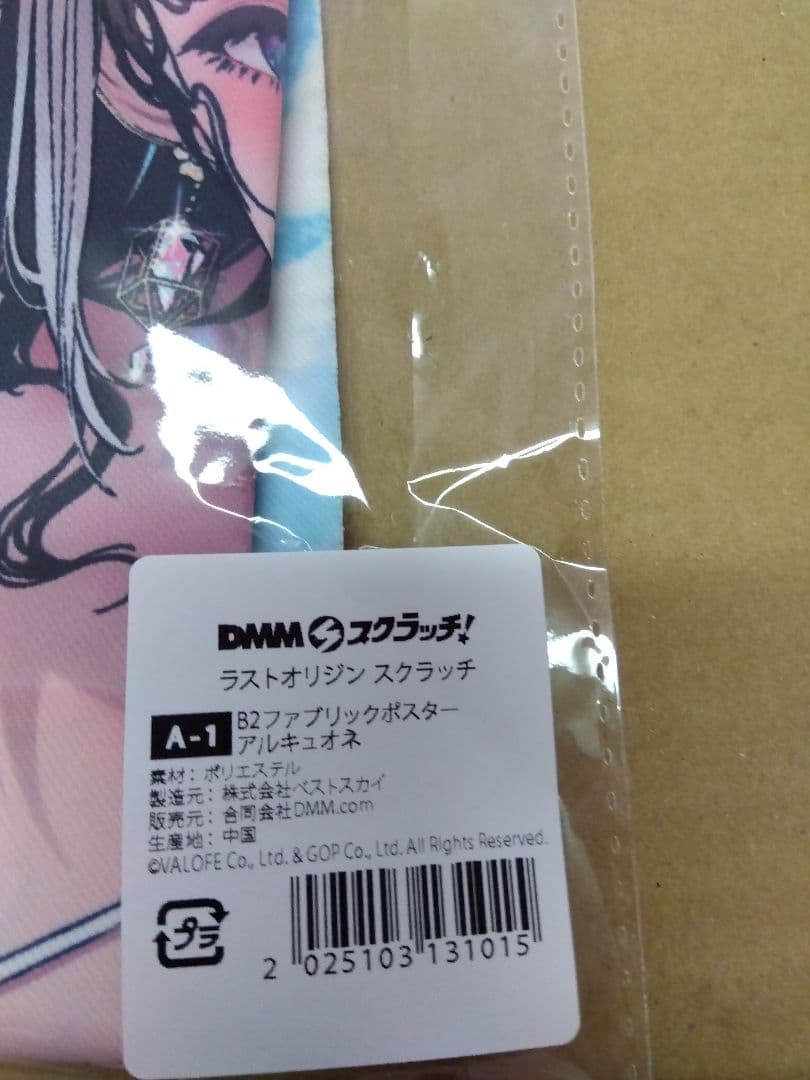 DMM スクラッチ!
ラストオリジン スクラッチ
A-1 B2ファブリックポスター
アルキュオネ
素材：ポリエステル
製造元：株式会社ベストスカイ
販売元：合同会社DMM.com
生産地：中国
©VALOFE Co., Ltd. & GOP Co., Ltd. All Rights Reserved.
プラ
2 025103 131015